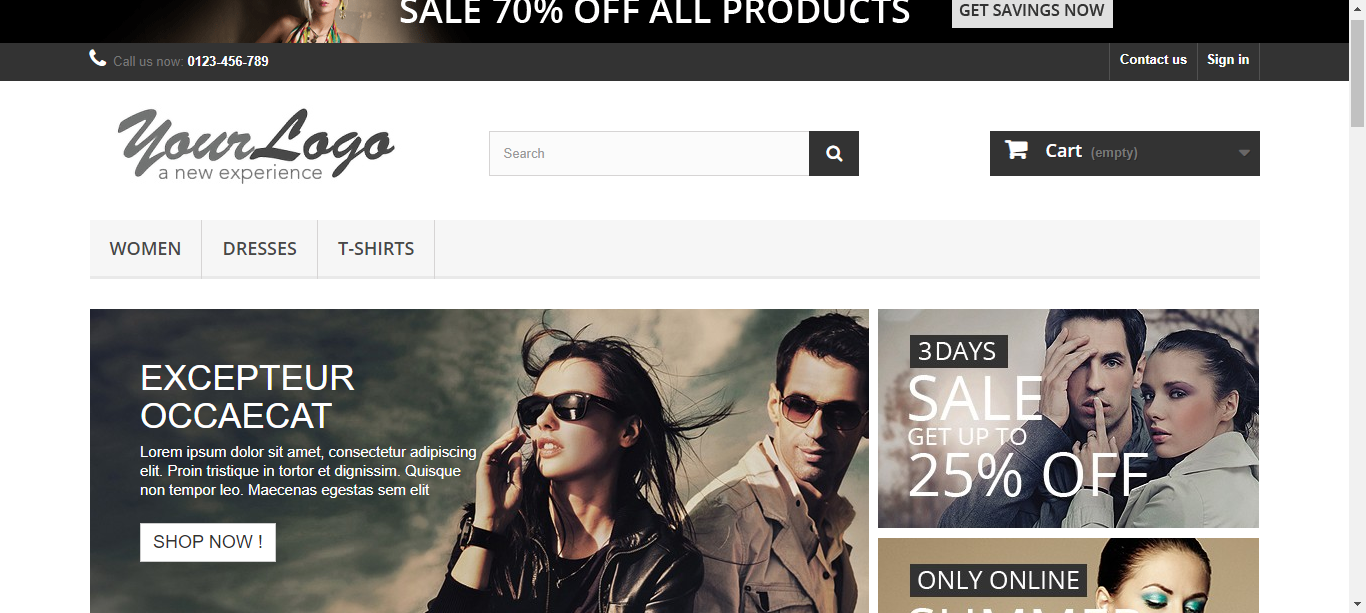 SALE 70% OFF ALL PRODUCTS
GET SAVINGS NOW
Call us now: 0123-456-789
Contact us
Sign in
YourLogo
a new experience
Search
Cart (empty)
WOMEN
DRESSES
T-SHIRTS
EXCEPTEUR
OCCAECAT
Lorem ipsum dolor sit amet, consectetur adipiscing
elit. Proin tristique in tortor et dignissim. Quisque
non tempor leo. Maecenas egestas sem elit
SHOP NOW !
3DAYS
SALE
GET UP TO
25% OFF
ONLY ONLINE
SUMMER